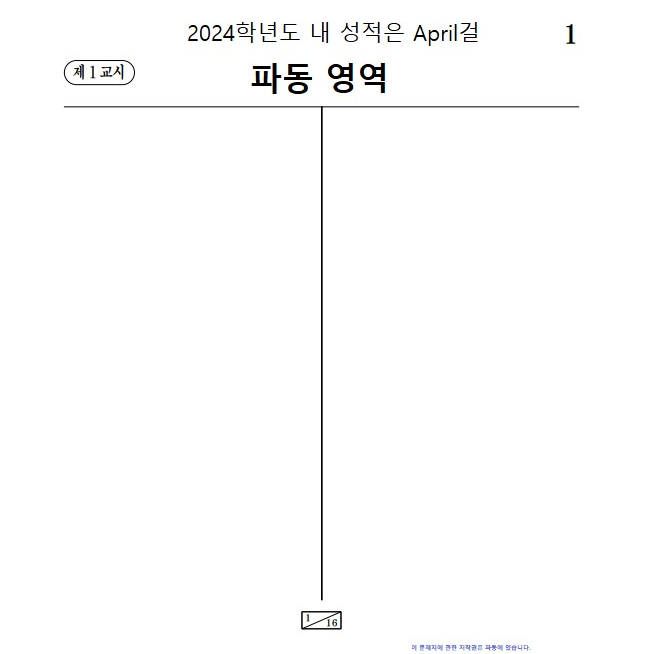 2024학년도 내 성적은 April걸
1
제 1 교시
파동 영역
1
16
이 문제지에 관한 저작권은 파동에 있습니다.